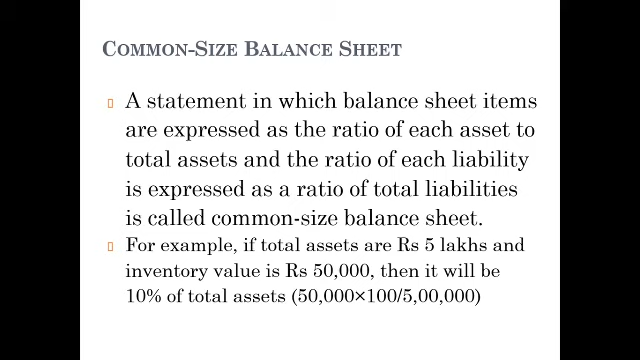 COMMON-SIZE BALANCE SHEET
A statement in which balance sheet items
are expressed as the ratio of each asset to
total assets and the ratio of each liability
is expressed as a ratio of total liabilities
is called common-size balance sheet.
For example, if total assets are Rs 5 lakhs and
inventory value is Rs 50,000, then it will be
10% of total assets (50,000×100/5,00,000)